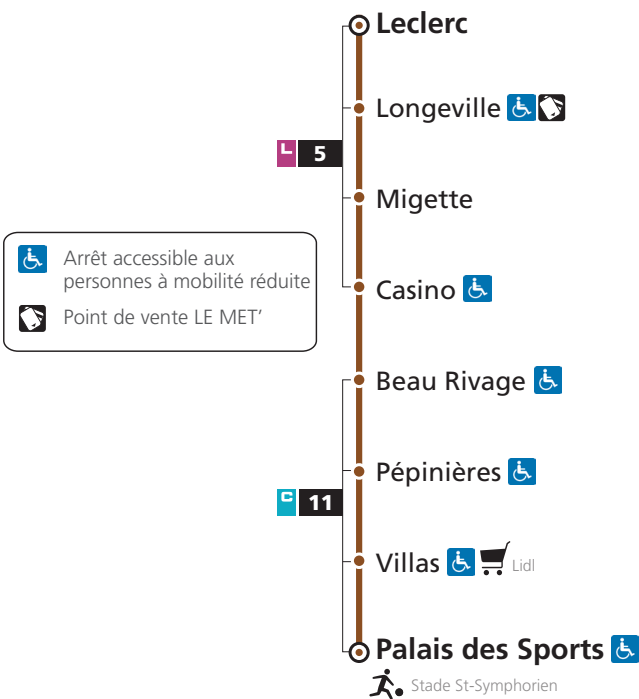 Leclerc
Longeville
L 5
Migette
Arrêt accessible aux
personnes à mobilité réduite
Point de vente LE MET’
Casino
Beau Rivage
Pépinières
C 11
Villas Lidl
Palais des Sports
Stade St-Symphorien